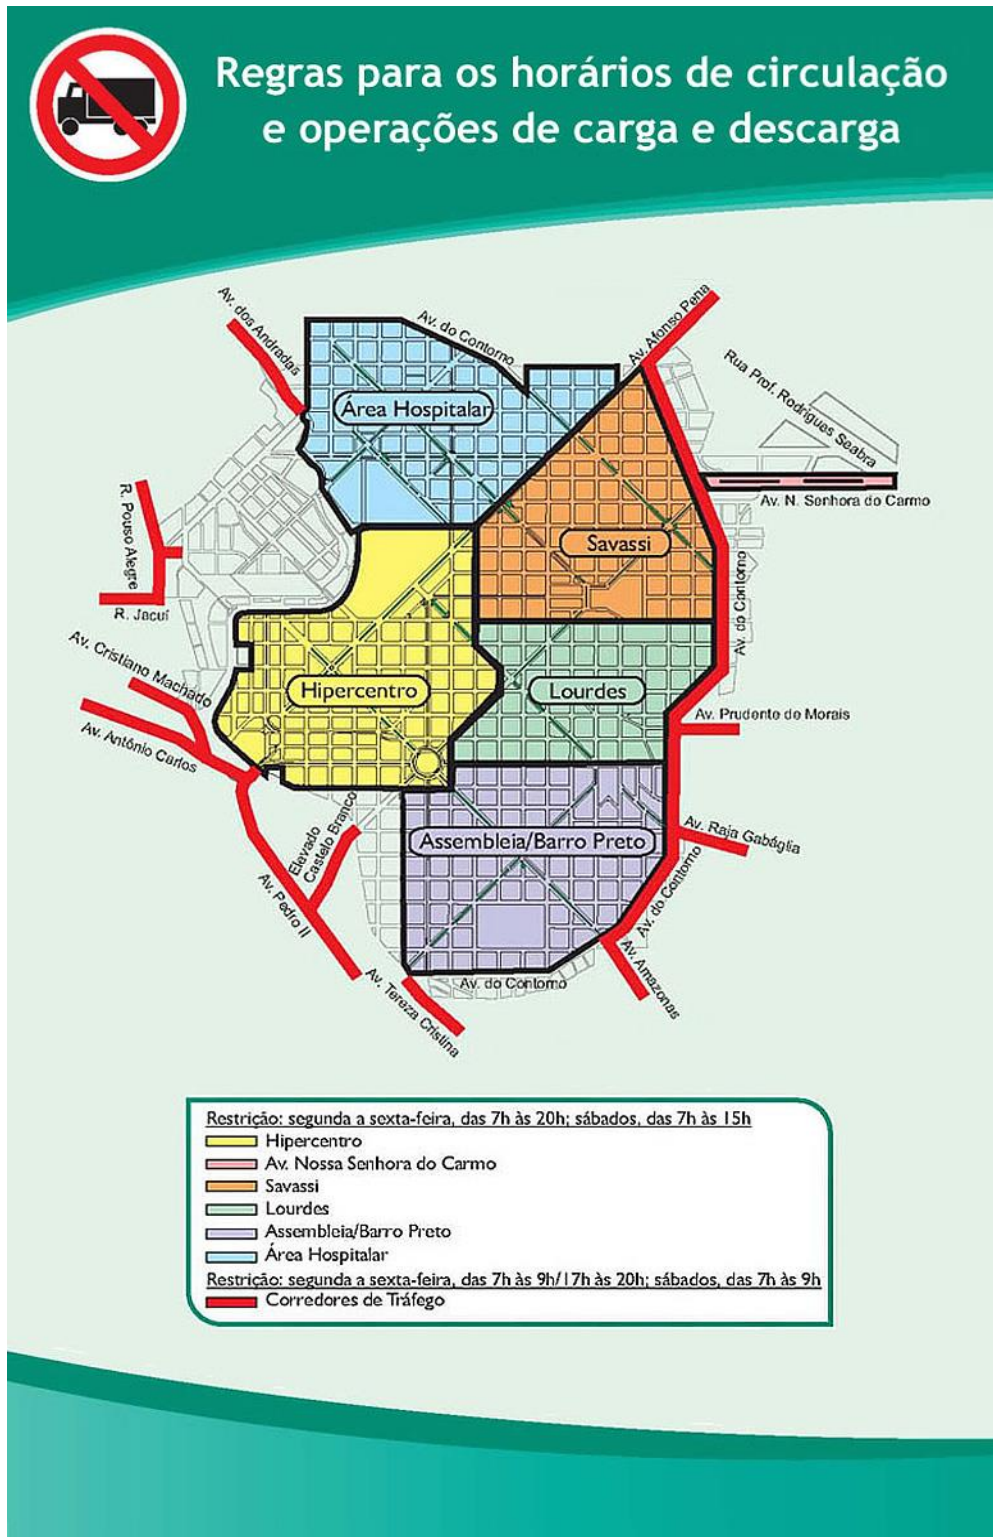 Regras para os horários de circulação
e operações de carga e descarga
Av. dos Andradas
Av. do Contorno
Av. Afonso Pena
Rua Prof. Rodrigues Seabra
Área Hospitalar
R. Pouso Alegre
Av. N. Senhora do Carmo
Savassi
Av. do Contorno
R. Jacuí
Av. Cristiano Machado
Hipercentro
Lourdes
Av. Prudente de Morais
Av. Antônio Carlos
Elevado
Castelo Branco
Av. Raja Gabáglia
Assembleia/Barro Preto
Av. do Contorno
Av. Pedro II
Av. Amazonas
Av. Tereza Cristina
Av. do Contorno
Restrição: segunda a sexta-feira, das 7h às 20h; sábados, das 7h às 15h
Hipercentro
Av. Nossa Senhora do Carmo
Savassi
Lourdes
Assembleia/Barro Preto
Área Hospitalar
Restrição: segunda a sexta-feira, das 7h às 9h/17h às 20h; sábados, das 7h às 9h
Corredores de Tráfego